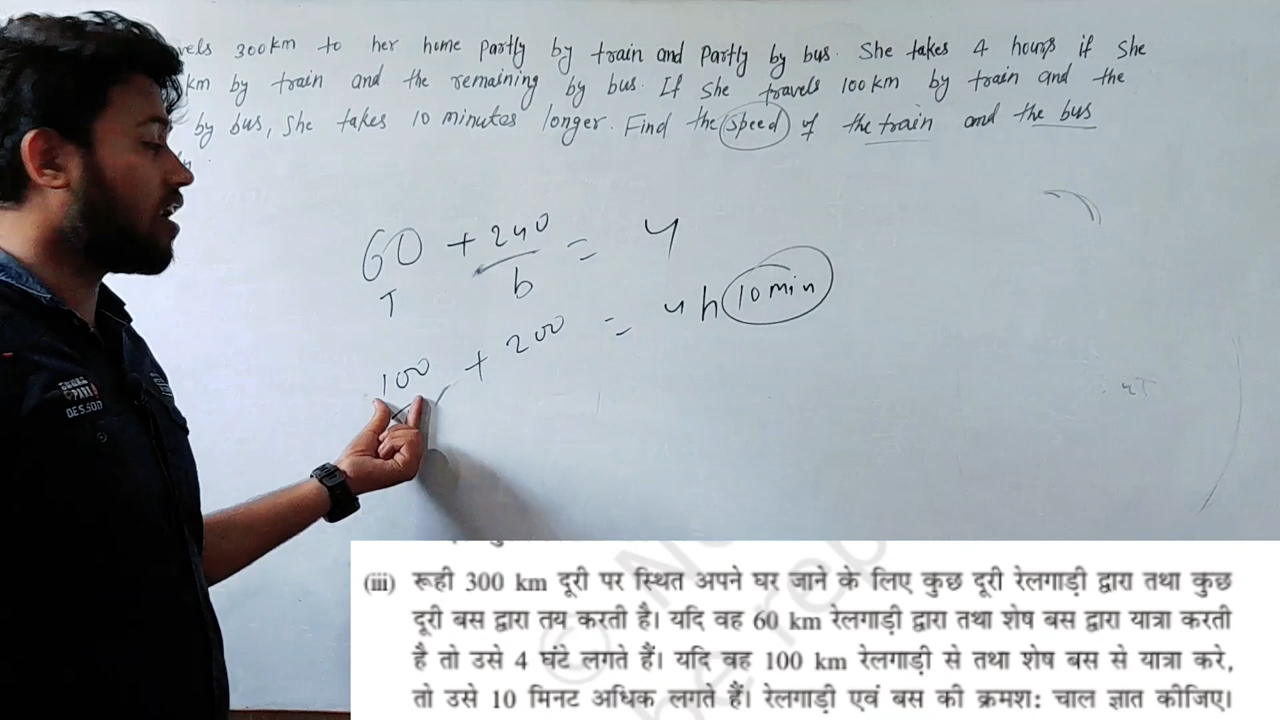 vels 300km to her home partly by train and Partly by bus. She takes 4 hours if she
km by train and the remaining by bus. If she travels 100km by train and the
by bus, She takes 10 minutes longer. Find the speed of the train and the bus
60 + 240 = 4
T b
100 + 200 = 4h 10 min
OES.SOD
(iii) रूही 300 km दूरी पर स्थित अपने घर जाने के लिए कुछ दूरी रेलगाड़ी द्वारा तथा कुछ
दूरी बस द्वारा तय करती है। यदि वह 60 km रेलगाड़ी द्वारा तथा शेष बस द्वारा यात्रा करती
है तो उसे 4 घंटे लगते हैं। यदि वह 100 km रेलगाड़ी से तथा शेष बस से यात्रा करे,
तो उसे 10 मिनट अधिक लगते हैं। रेलगाड़ी एवं बस की क्रमश: चाल ज्ञात कीजिए।